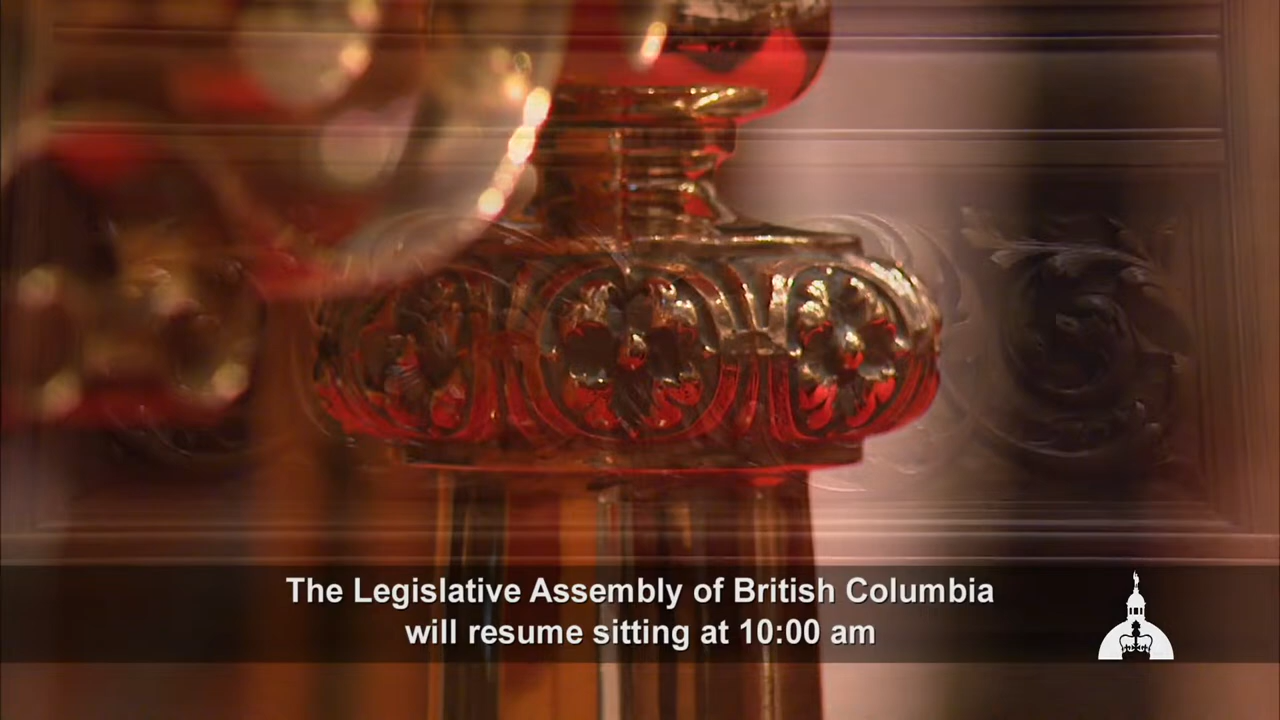 The Legislative Assembly of British Columbia
will resume sitting at 10:00 am